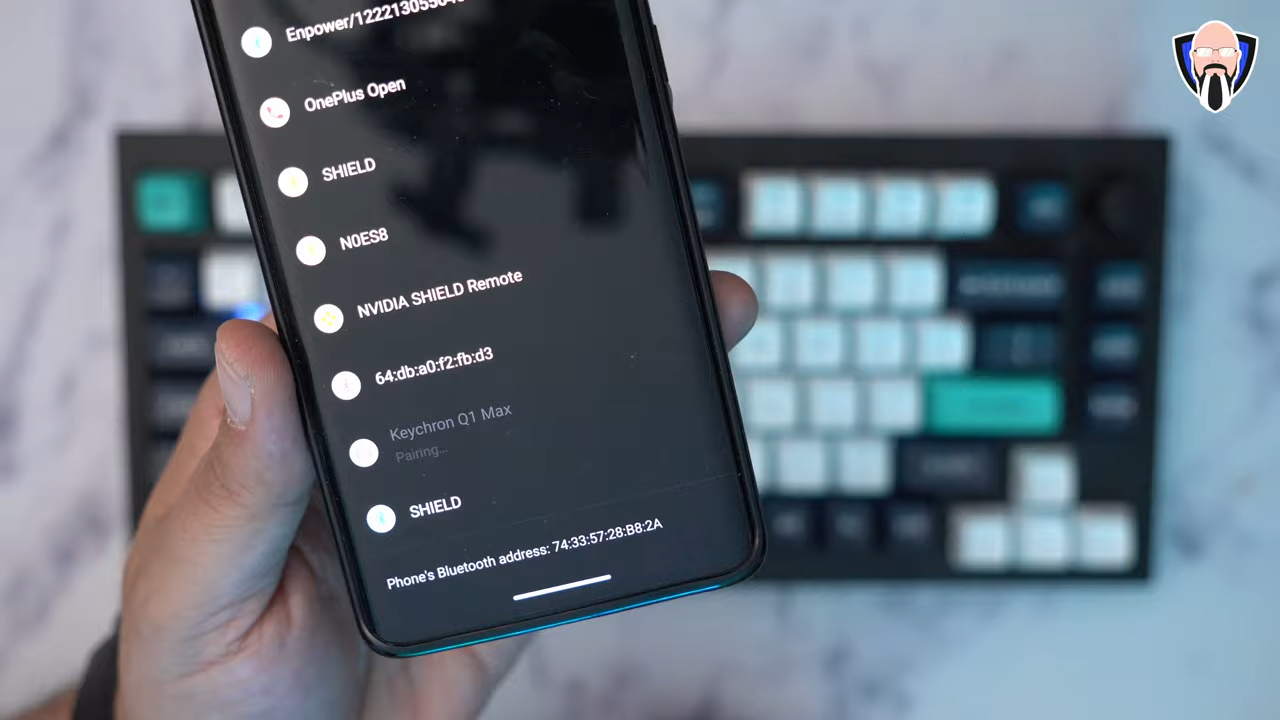 OnePlus Open
SHIELD
N0ES8
NVIDIA SHIELD Remote
64:db:a0:f2:fb:d3
Keychron Q1 Max
Pairing...
SHIELD
Phone's Bluetooth address: 74:33:57:28:B8:2A